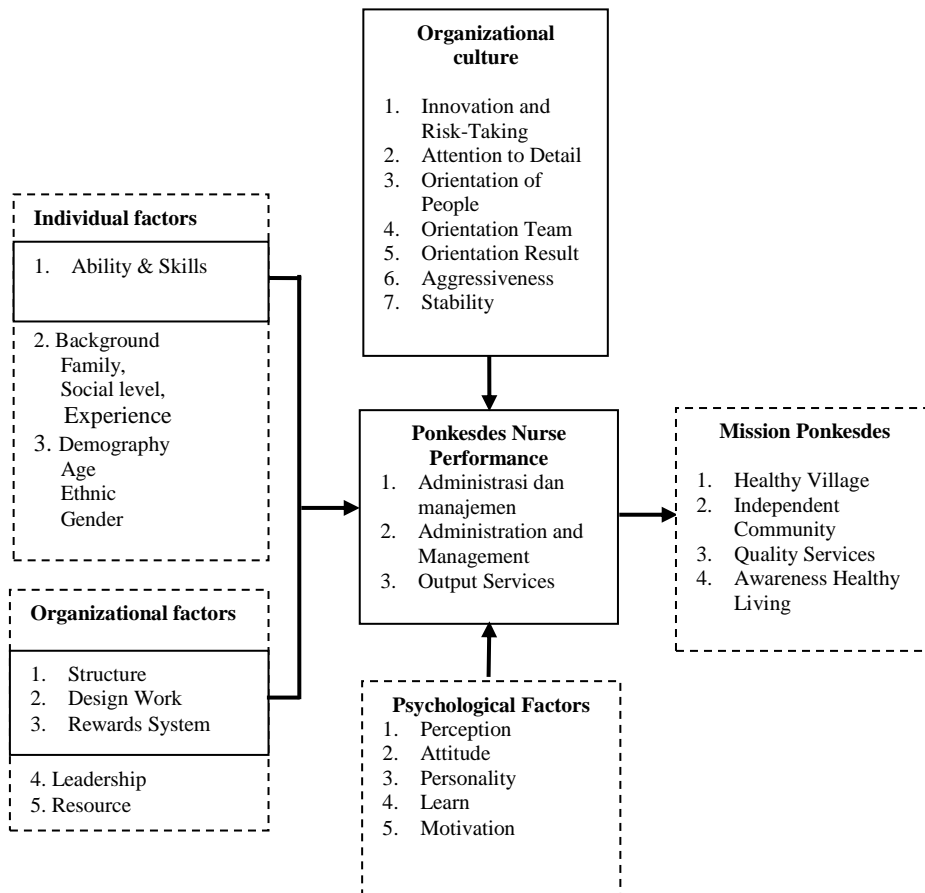 Organizational
culture
1. Innovation and
Risk-Taking
2. Attention to Detail
3. Orientation of
People
4. Orientation Team
5. Orientation Result
6. Aggressiveness
7. Stability
Individual factors
1. Ability & Skills
2. Background
Family,
Social level,
Experience
3. Demography
Age
Ethnic
Gender
Organizational factors
1. Structure
2. Design Work
3. Rewards System
4. Leadership
5. Resource
Ponkesdes Nurse
Performance
1. Administrasi dan
manajemen
2. Administration and
Management
3. Output Services
Psychological Factors
1. Perception
2. Attitude
3. Personality
4. Learn
5. Motivation
Mission Ponkesdes
1. Healthy Village
2. Independent
Community
3. Quality Services
4. Awareness Healthy
Living